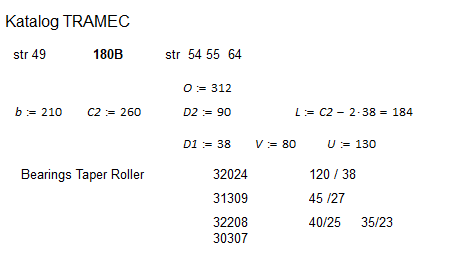 Katalog TRAMEC
str 49 180B str 54 55 64
O := 312
b := 210 C2 := 260 D2 := 90 L := C2 − 2·38 = 184
D1 := 38 V := 80 U := 130
Bearings Taper Roller 32024 120 / 38
31309 45 /27
32208 40/25 35/23
30307